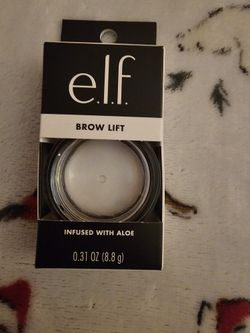 e.l.f.
BROW LIFT
INFUSED WITH ALOE
0.31 OZ (8.8 g)